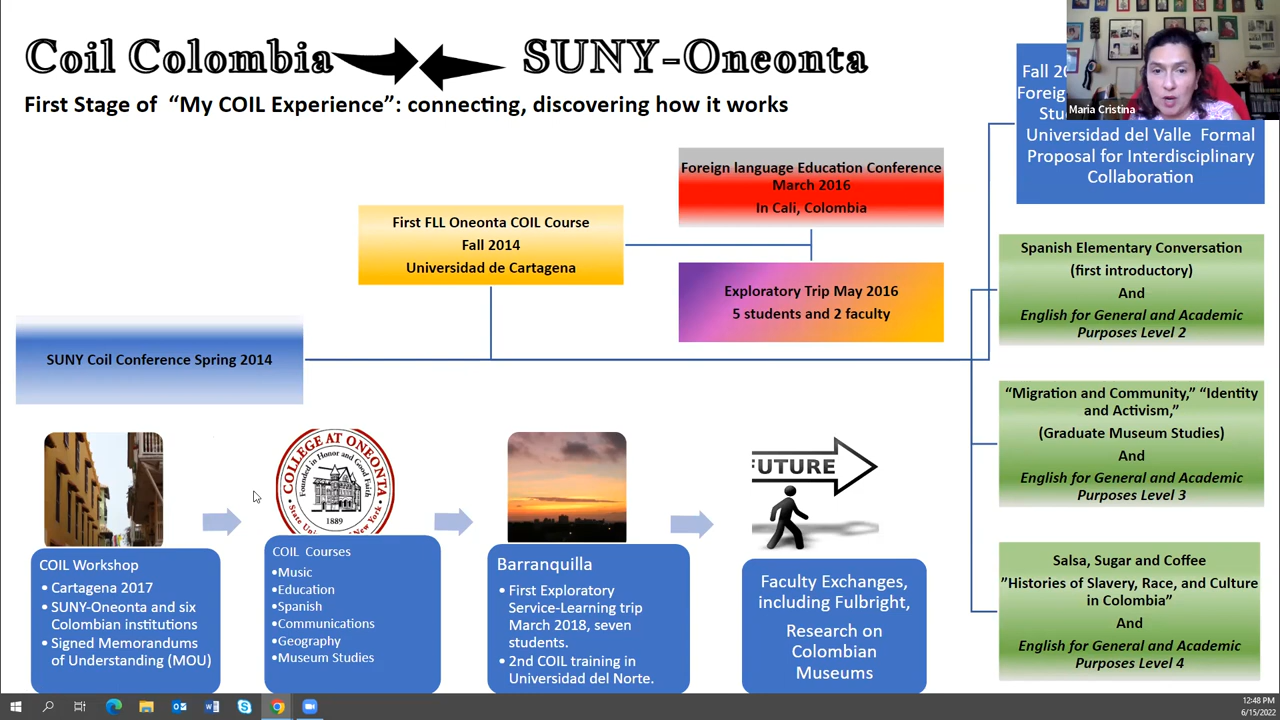 Coil Colombia SUNY-Oneonta
First Stage of “My COIL Experience”: connecting, discovering how it works
Maria Cristina
Fall
Universidad del Valle Formal
Proposal for Interdisciplinary
Collaboration
Foreign language Education Conference
March 2016
In Cali, Colombia
First FLL Oneonta COIL Course
Fall 2014
Universidad de Cartagena
Exploratory Trip May 2016
5 students and 2 faculty
SUNY Coil Conference Spring 2014
Spanish Elementary Conversation
(first introductory)
And
English for General and Academic
Purposes Level 2
“Migration and Community,” “Identity
and Activism,”
(Graduate Museum Studies)
And
English for General and Academic
Purposes Level 3
Salsa, Sugar and Coffee
”Histories of Slavery, Race, and Culture
in Colombia”
And
English for General and Academic
Purposes Level 4
COLLEGE AT ONEONTA
Founded in Honor and Good Faith
1889
FUTURE
COIL Workshop
•Cartagena 2017
•SUNY-Oneonta and six
Colombian institutions
•Signed Memorandums
of Understanding (MOU)
COIL Courses
•Music
•Education
•Spanish
•Communications
•Geography
•Museum Studies
Barranquilla
• First Exploratory
Service-Learning trip
March 2018, seven
students.
• 2nd COIL training in
Universidad del Norte.
Faculty Exchanges,
including Fulbright,
Research on
Colombian
Museums
12:48 PM
6/15/2022